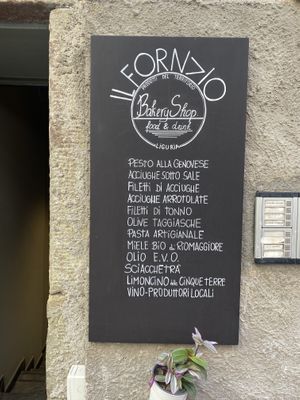 IL FORNZIO
PRODOTTI DEL TERRITORIO
Bakery Shop
food & drink
LIGURIA
PESTO ALLA GENOVESE
ACCIUGHE SOTTO SALE
FILETTI DI ACCIUGHE
ACCIUGHE ARROTOLATE
FILETTI DI TONNO
OLIVE TAGGIASCHE
PASTA ARTIGIANALE
MIELE BIO di RIOMAGGIORE
OLIO E.V.O.
SCIACCHETRÀ
LIMONCINO delle CINQUE TERRE
VINO-PRODUTTORI LOCALI